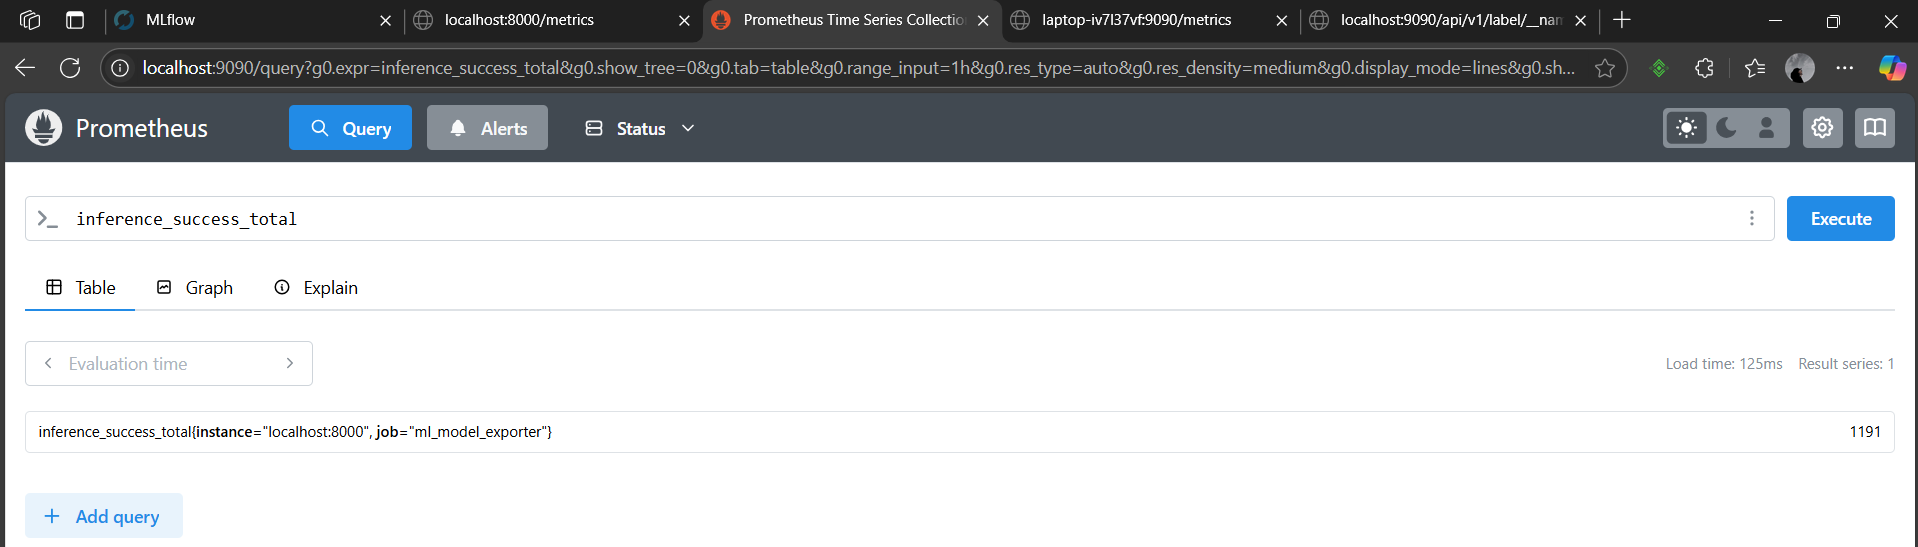 MLflow
localhost:8000/metrics
Prometheus Time Series Collectio
laptop-iv7l37vf:9090/metrics
localhost:9090/api/v1/label/__nam
localhost:9090/query?g0.expr=inference_success_total&g0.show_tree=0&g0.tab=table&g0.range_input=1h&g0.res_type=auto&g0.res_density=medium&g0.display_mode=lines&g0.sh...
Prometheus
Query
Alerts
Status
>_ inference_success_total
Execute
Table
Graph
Explain
Evaluation time
Load time: 125ms Result series: 1
inference_success_total{instance="localhost:8000", job="ml_model_exporter"} 1191
+ Add query